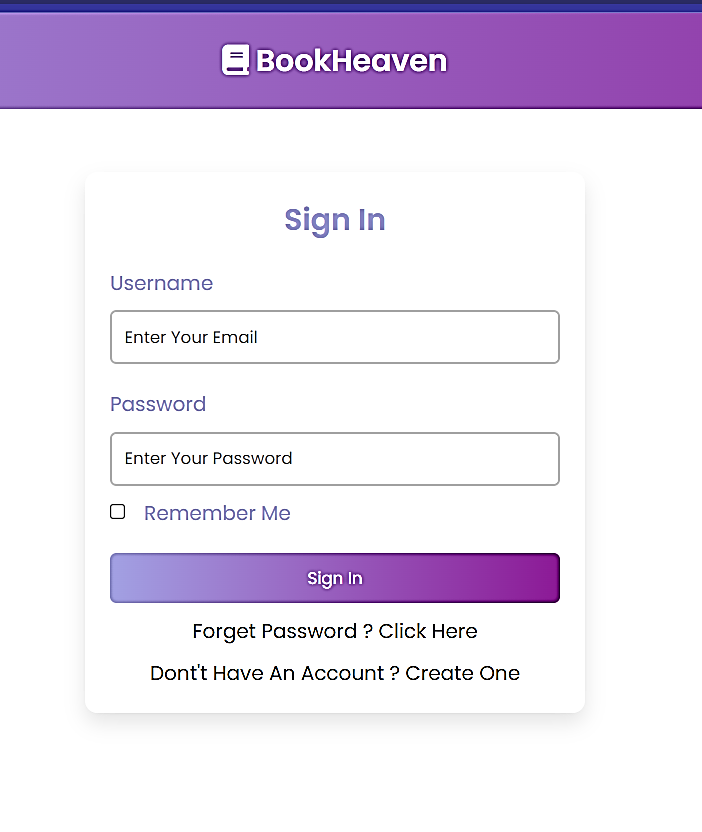 BookHeaven
Sign In
Username
Enter Your Email
Password
Enter Your Password
Remember Me
Sign In
Forget Password ? Click Here
Dont't Have An Account ? Create One